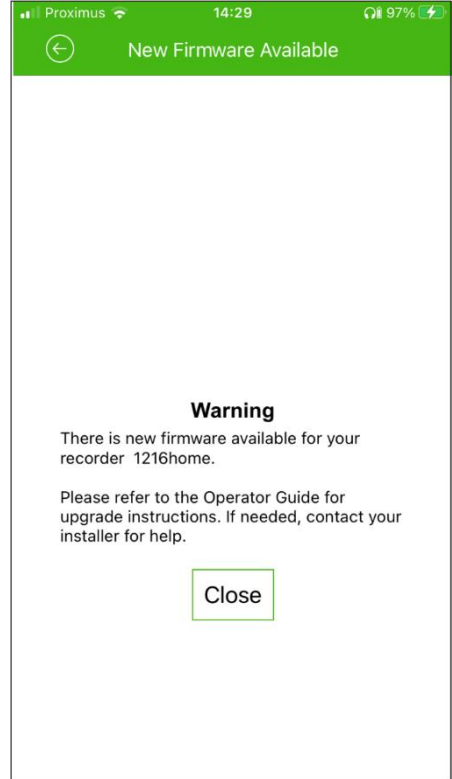 Proximus 14:29 97%
New Firmware Available
Warning
There is new firmware available for your
recorder 1216home.
Please refer to the Operator Guide for
upgrade instructions. If needed, contact your
installer for help.
Close